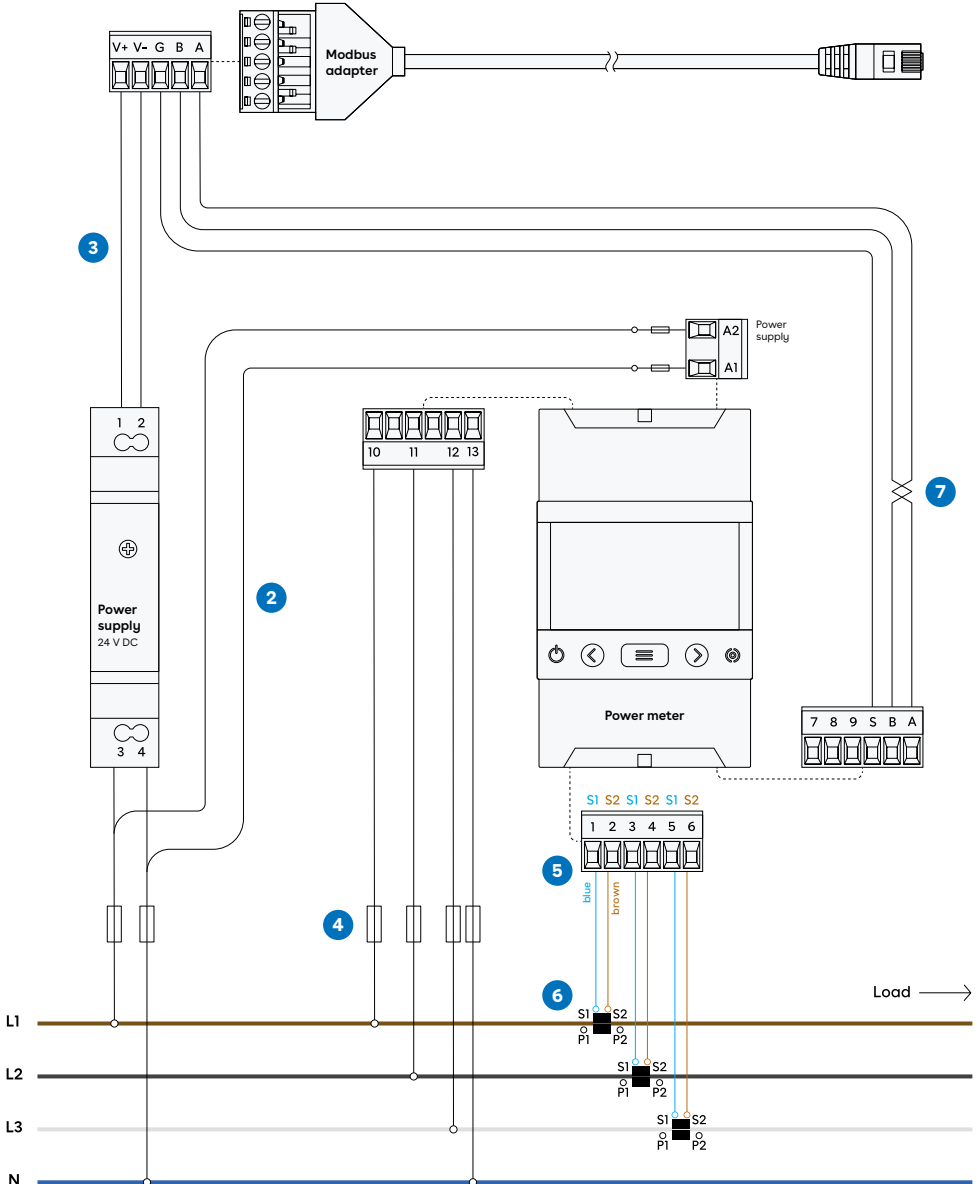 V+ V- G B A
Modbus
adapter
3
A2
Power
supply
A1
1 2
10 11 12 13
7
2
Power
supply
24 V DC
Power meter
7 8 9 S B A
3 4
S1 S2 S1 S2 S1 S2
1 2 3 4 5 6
5
blue
brown
4
6
Load
S1 S2
L1
P1 P2
S1 S2
L2
P1 P2
S1 S2
L3
P1 P2
N